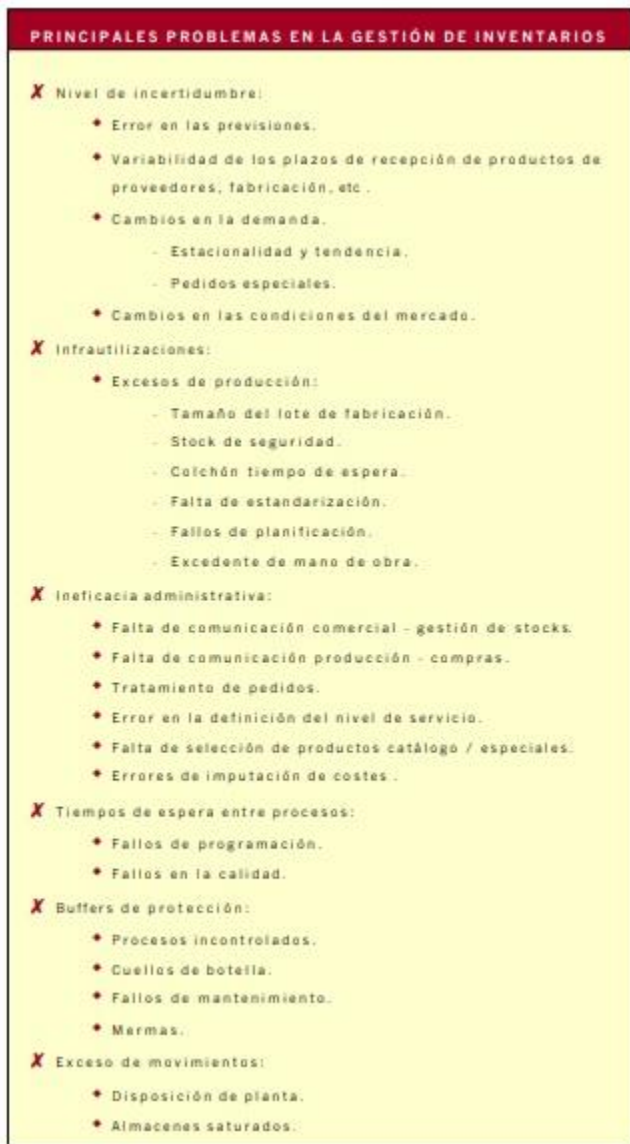 PRINCIPALES PROBLEMAS EN LA GESTIÓN DE INVENTARIOS
✗ Nivel de incertidumbre:
◆ Error en las previsiones.
◆ Variabilidad de los plazos de recepción de productos de
proveedores, fabricación, etc.
◆ Cambios en la demanda.
- Estacionalidad y tendencia.
- Pedidos especiales.
◆ Cambios en las condiciones del mercado.
✗ Infrautilizaciones:
◆ Excesos de producción:
- Tamaño del lote de fabricación.
- Stock de seguridad.
- Colchón tiempo de espera.
- Falta de estandarización.
- Fallos de planificación.
- Excedente de mano de obra.
✗ Ineficacia administrativa:
◆ Falta de comunicación comercial - gestión de stocks.
◆ Falta de comunicación producción - compras.
◆ Tratamiento de pedidos.
◆ Error en la definición del nivel de servicio.
◆ Falta de selección de productos catálogo / especiales.
◆ Errores de imputación de costes.
✗ Tiempos de espera entre procesos:
◆ Fallos de programación.
◆ Fallos en la calidad.
✗ Buffers de protección:
◆ Procesos incontrolados.
◆ Cuellos de botella.
◆ Fallos de mantenimiento.
◆ Mermas.
✗ Exceso de movimientos:
◆ Disposición de planta.
◆ Almacenes saturados.